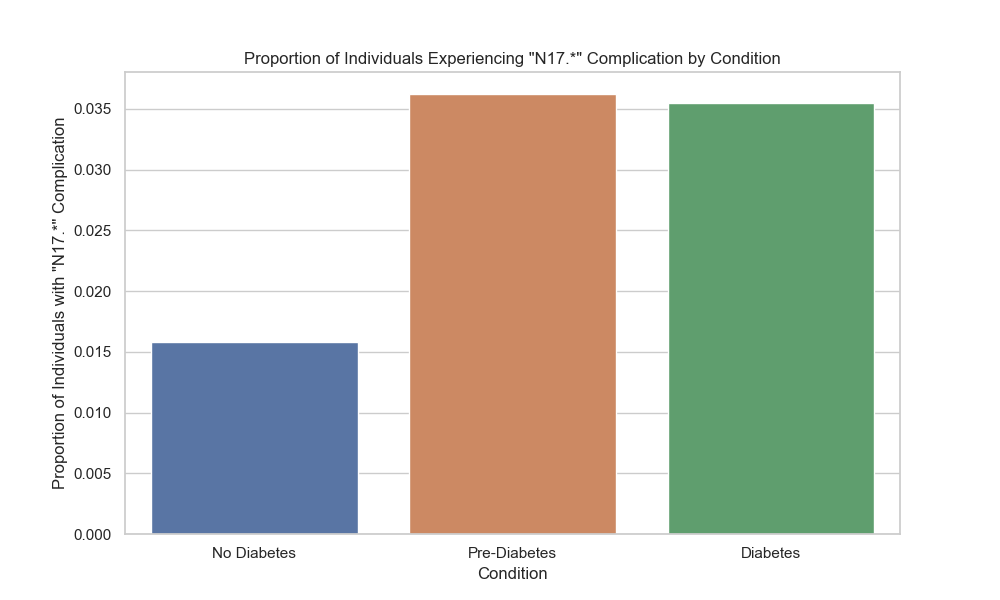 Proportion of Individuals Experiencing "N17.*" Complication by Condition
Proportion of Individuals with "N17.*" Complication
0.035
0.030
0.025
0.020
0.015
0.010
0.005
0.000
No Diabetes
Pre-Diabetes
Diabetes
Condition